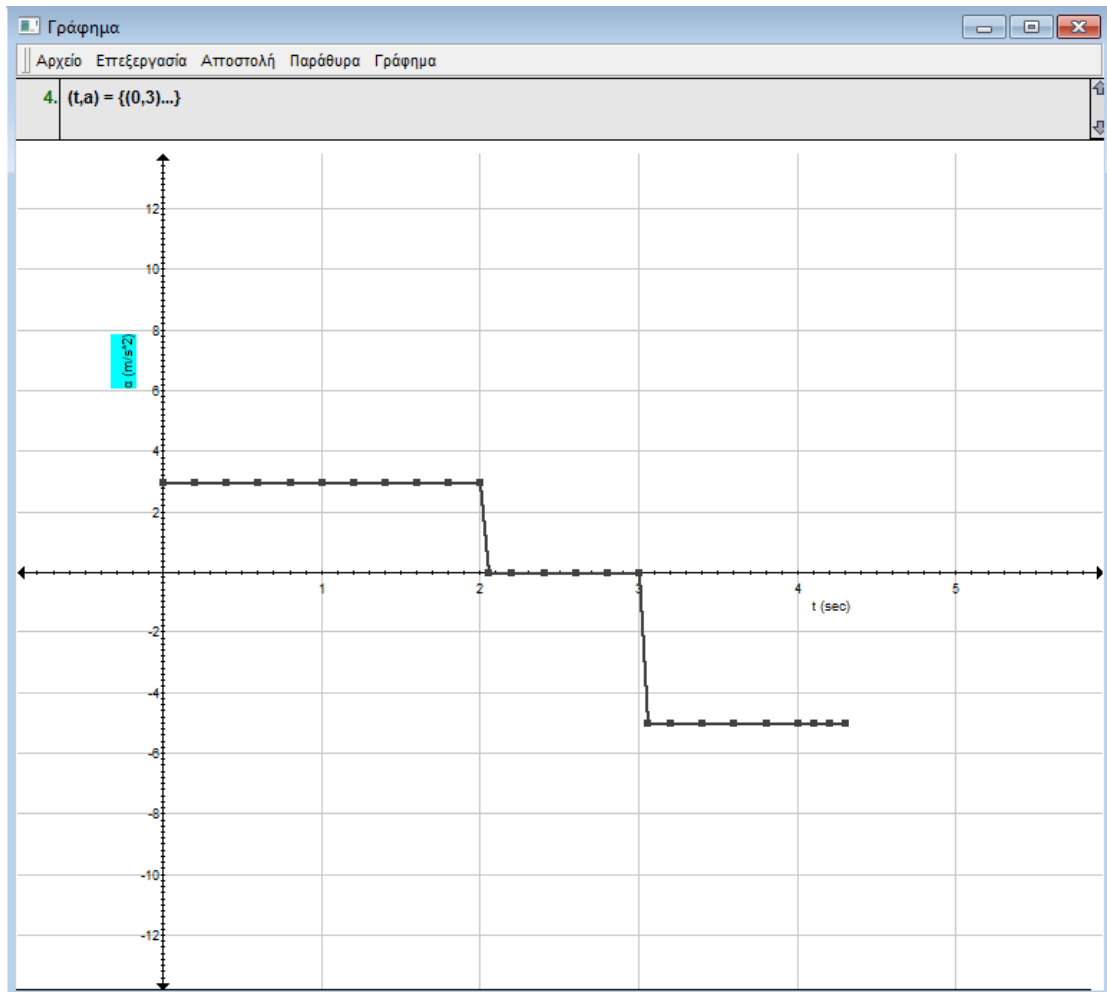 Γράφημα
Αρχείο Επεξεργασία Αποστολή Παράθυρα Γράφημα
4. (t,a) = {(0,3)...}
12
10
8
α (m/s^2)
6
4
2
1 2 3 4 5
t (sec)
-2
-4
-6
-8
-10
-12